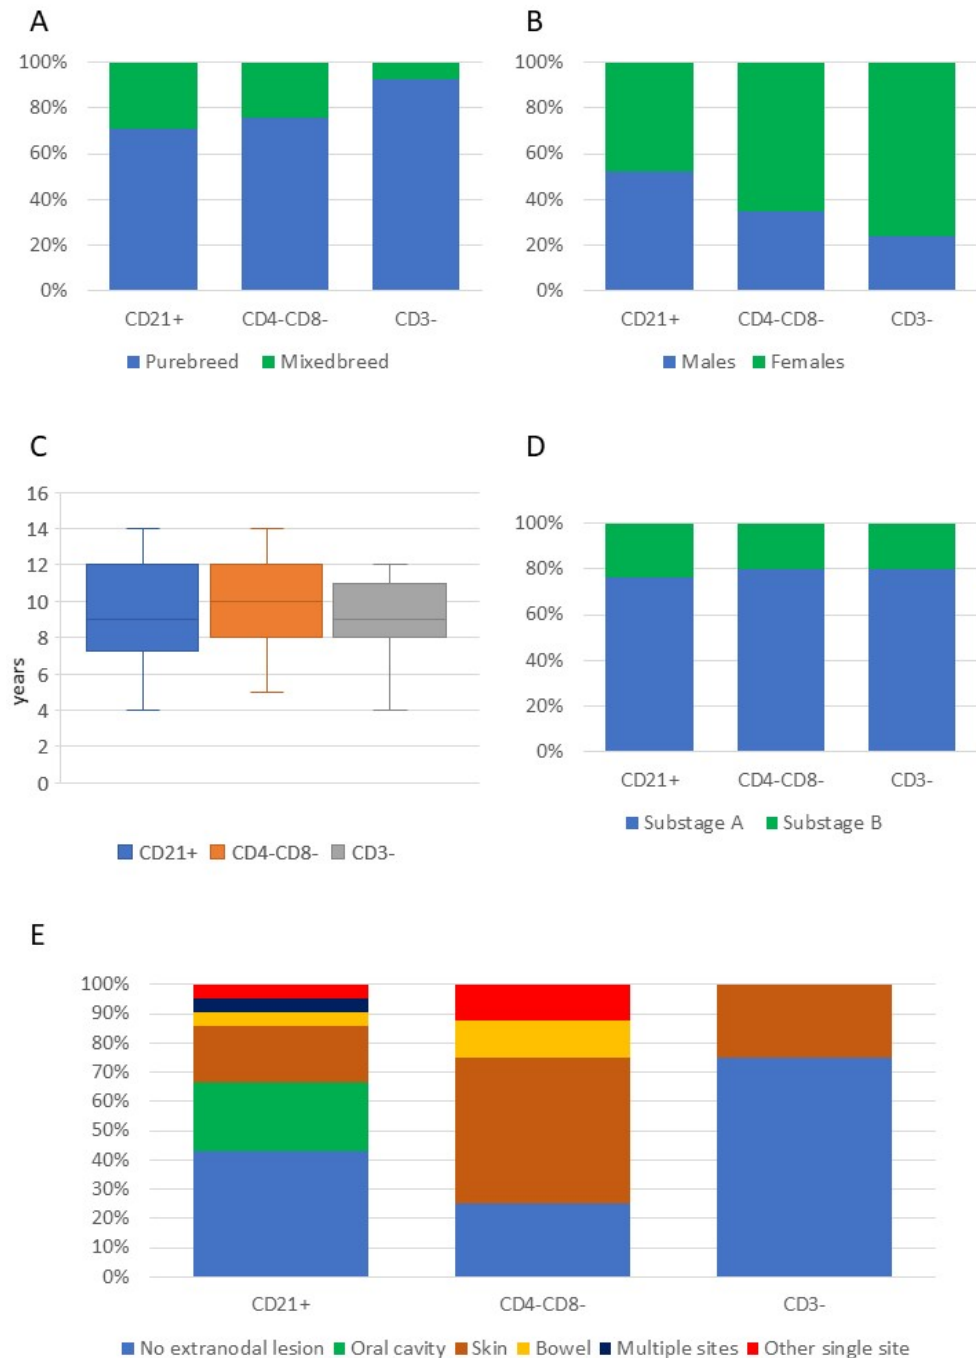 A
100%
80%
60%
40%
20%
0%
CD21+ CD4-CD8- CD3-
Purebreed Mixedbreed
B
100%
80%
60%
40%
20%
0%
CD21+ CD4-CD8- CD3-
Males Females
C
years
16
14
12
10
8
6
4
2
0
CD21+ CD4-CD8- CD3-
D
100%
80%
60%
40%
20%
0%
CD21+ CD4-CD8- CD3-
Substage A Substage B
E
100%
90%
80%
70%
60%
50%
40%
30%
20%
10%
0%
CD21+ CD4-CD8- CD3-
No extranodal lesion Oral cavity Skin Bowel Multiple sites Other single site